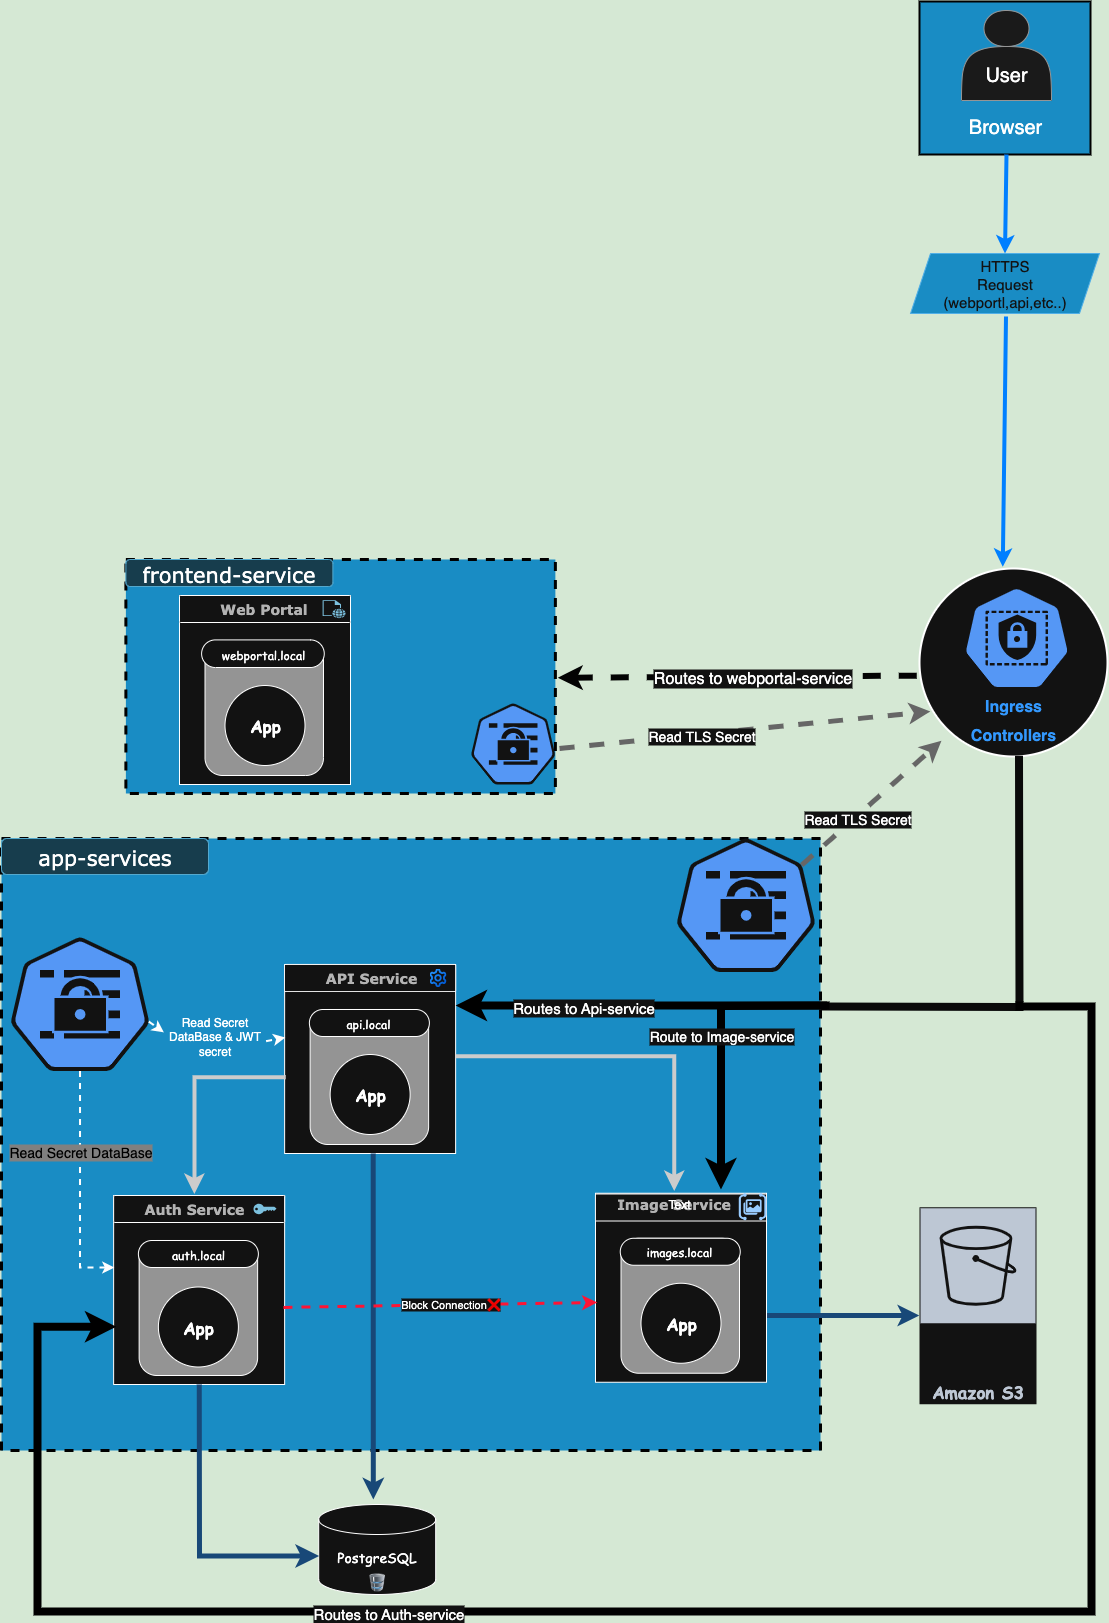 User
Browser
HTTPS
Request
(webportl,api,etc..)
frontend-service
Web Portal
webportal.local
App
Routes to webportal-service
Read TLS Secret
Ingress
Controllers
Read TLS Secret
app-services
API Service
api.local
App
Routes to Api-service
Route to Image-service
Read Secret
DataBase & JWT
secret
Read Secret DataBase
Auth Service
auth.local
App
Image Service
Text
images.local
App
Block Connection
Amazon S3
PostgreSQL
Routes to Auth-service